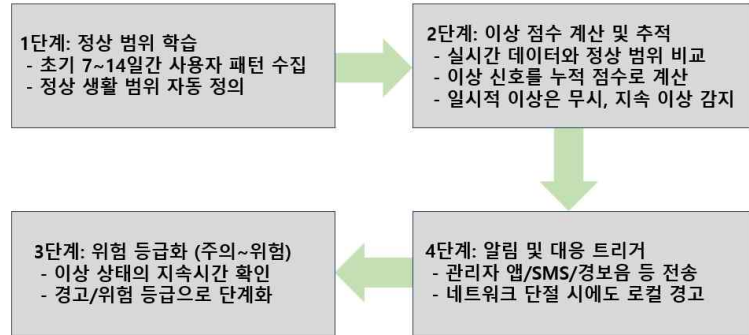 1단계: 정상 범위 학습
- 초기 7~14일간 사용자 패턴 수집
- 정상 생활 범위 자동 정의
2단계: 이상 점수 계산 및 추적
- 실시간 데이터와 정상 범위 비교
- 이상 신호를 누적 점수로 계산
- 일시적 이상은 무시, 지속 이상 감지
3단계: 위험 등급화 (주의~위험)
- 이상 상태의 지속시간 확인
- 경고/위험 등급으로 단계화
4단계: 알림 및 대응 트리거
- 관리자 앱/SMS/경보음 등 전송
- 네트워크 단절 시에도 로컬 경고